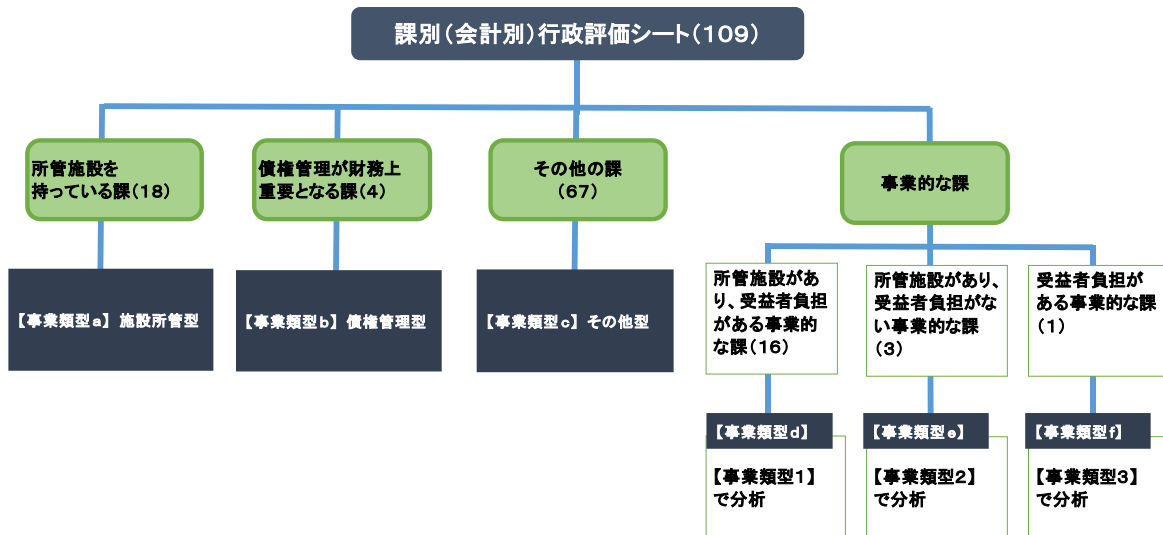 課別(会計別)行政評価シート(109)
所管施設を
持っている課(18)
債権管理が財務上
重要となる課(4)
その他の課
(67)
事業的な課
【事業類型a】施設所管型
【事業類型b】債権管理型
【事業類型c】その他型
所管施設があ
り、受益者負担
がある事業的
な課(16)
所管施設があり、
受益者負担がな
い事業的な課
(3)
受益者負担が
ある事業的な課
(1)
【事業類型d】
【事業類型e】
【事業類型f】
【事業類型1】
で分析
【事業類型2】
で分析
【事業類型3】
で分析